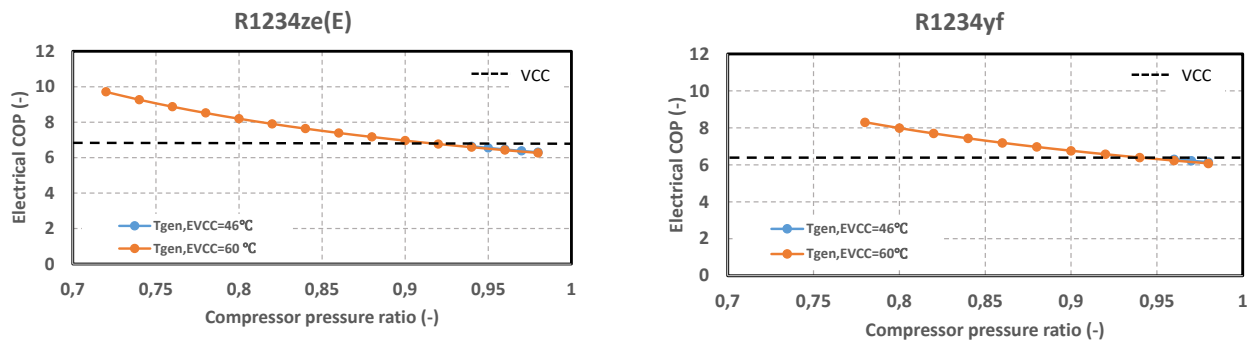 R1234ze(E)
12
10
8
6
4
2
0
Electrical COP (-)
VCC
Tgen,EVCC=46℃
Tgen,EVCC=60 ℃
0,7 0,75 0,8 0,85 0,9 0,95 1
Compressor pressure ratio (-)
R1234yf
12
10
8
6
4
2
0
Electrical COP (-)
VCC
Tgen,EVCC=46℃
Tgen,EVCC=60℃
0,7 0,75 0,8 0,85 0,9 0,95 1
Compressor pressure ratio (-)